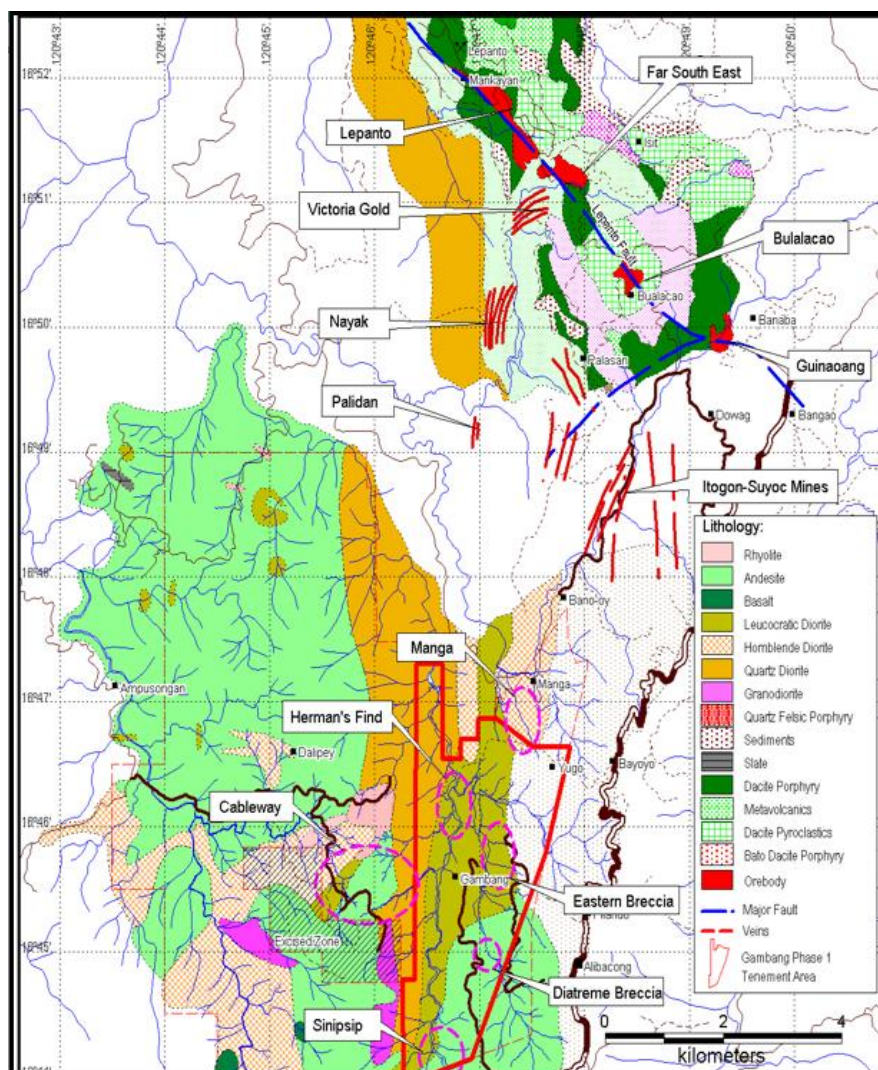 120°43'
120°44'
120°45'
120°46'
120°49'
120°50'
Lepanto
16°52'
Mankayan
Far South East
Lepanto
Isit
16°51'
Victoria Gold
Lepanto Fault
Bulalacao
Bualacao
Nayak
16°50'
Banaba
Palasan
Guinaoang
Palidan
Dowag
Bangao
16°49'
Itogon-Suyoc Mines
Lithology:
Rhyolite
Andesite
Basalt
Leucocratic Diorite
Hornblende Diorite
Quartz Diorite
Granodiorite
Quartz Felsic Porphyry
Sediments
Slate
Dacite Porphyry
Metavolcanics
Dacite Pyroclastics
Bato Dacite Porphyry
Orebody
Major Fault
Veins
Gambang Phase 1
Tenement Area
16°48'
Bano-oy
Manga
Manga
16°47'
Ampusongan
Herman's Find
Dalipey
Yugo
Bayoyo
Cableway
16°46'
Gambang
Eastern Breccia
Excised Zone
16°45'
Alibacong
Diatreme Breccia
Sinipsip
0 2 4
kilometers